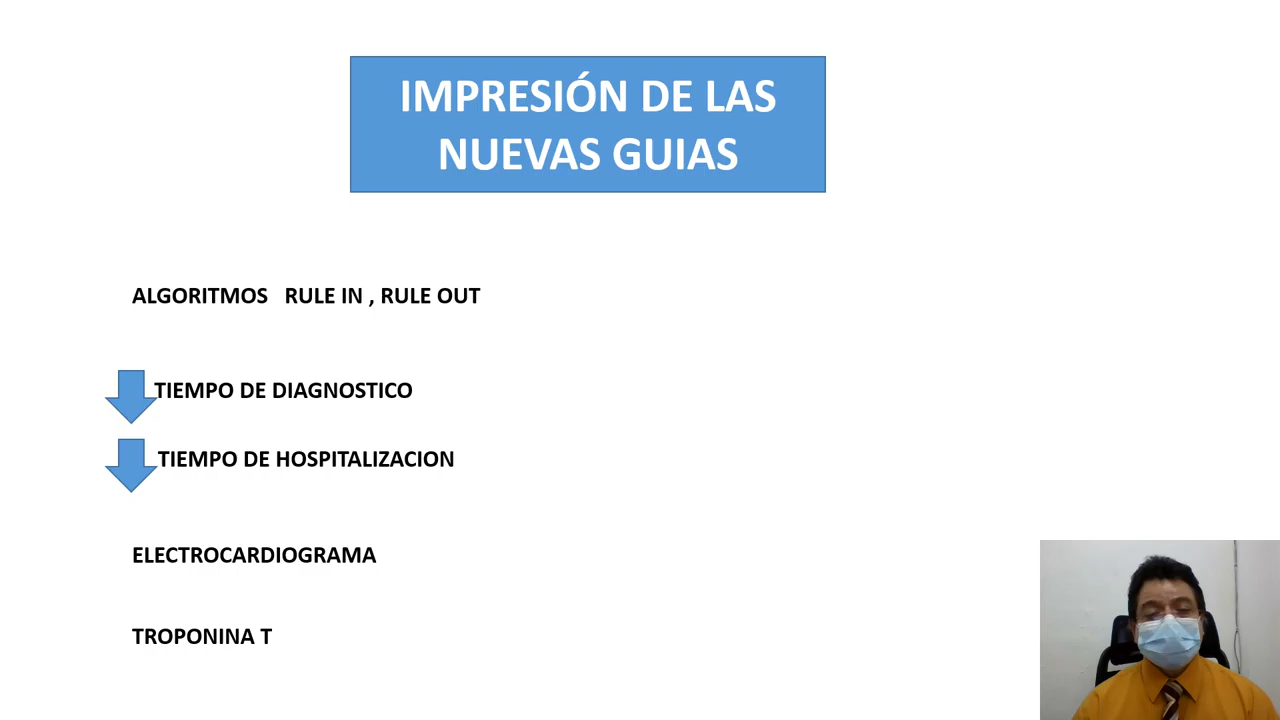 IMPRESIÓN DE LAS
NUEVAS GUIAS
ALGORITMOS RULE IN , RULE OUT
TIEMPO DE DIAGNOSTICO
TIEMPO DE HOSPITALIZACION
ELECTROCARDIOGRAMA
TROPONINA T